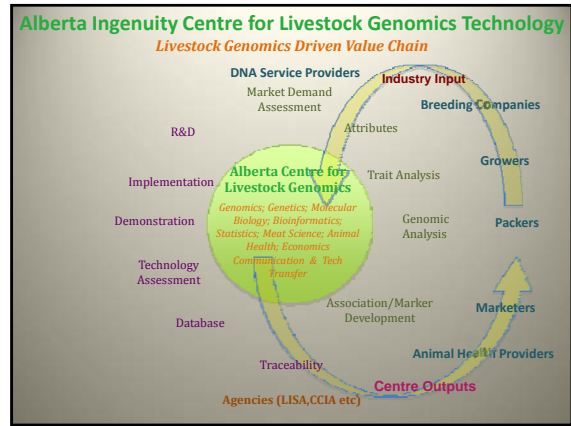 Alberta Ingenuity Centre for Livestock Genomics Technology
Livestock Genomics Driven Value Chain
DNA Service Providers
Industry Input
Market Demand
Assessment
Breeding Companies
R&D
Attributes
Growers
Alberta Centre for
Livestock Genomics
Trait Analysis
Implementation
Genomics; Genetics; Molecular
Biology; Bioinformatics;
Statistics; Meat Science; Animal
Health; Economics
Communication & Tech
Transfer
Demonstration
Genomic
Analysis
Packers
Technology
Assessment
Association/Marker
Development
Marketers
Database
Animal Health Providers
Traceability
Centre Outputs
Agencies (LISA,CCIA etc)